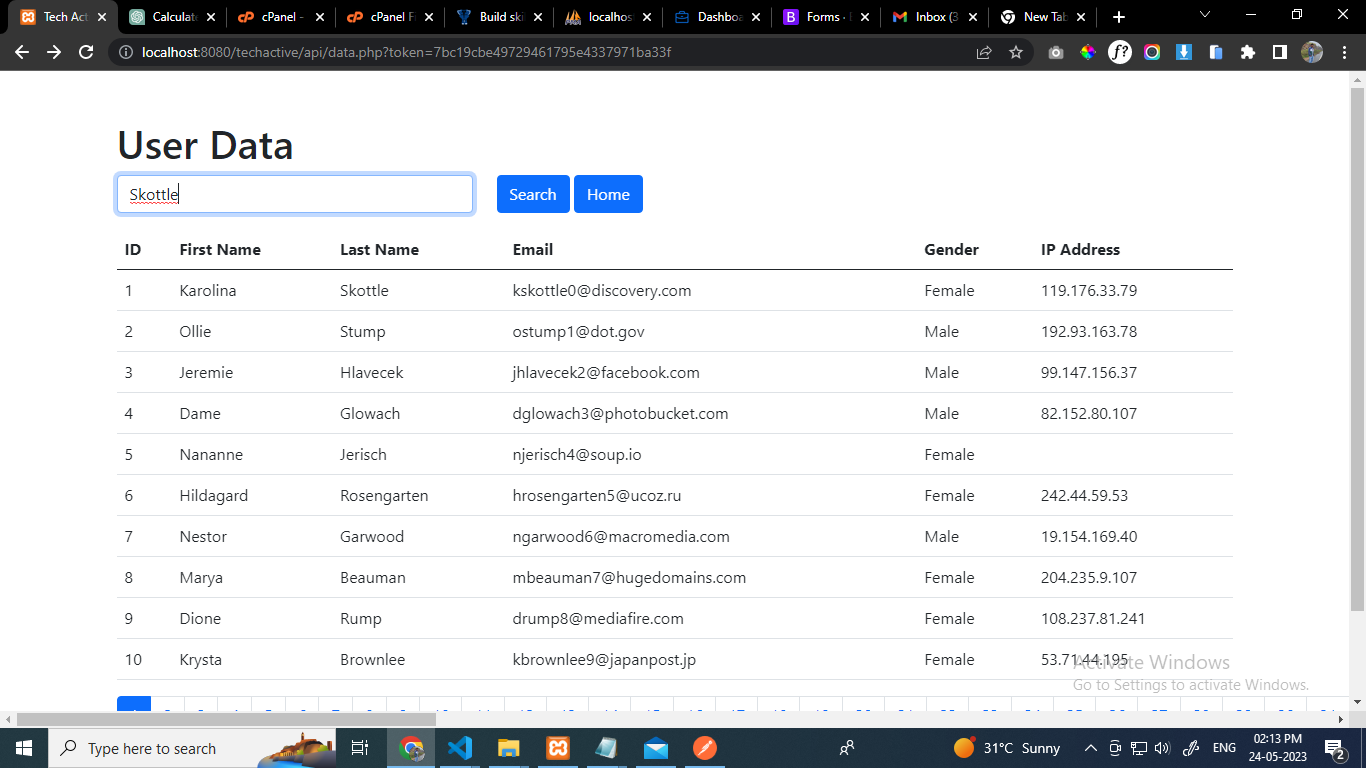 Tech Act Calculate cPanel - cPanel Fi Build ski localhos Dashboa Forms · Inbox (3 New Tab
localhost:8080/techactive/api/data.php?token=7bc19cbe49729461795e4337971ba33f
User Data
Skottle Search Home
ID First Name Last Name Email Gender IP Address
1 Karolina Skottle kskottle0@discovery.com Female 119.176.33.79
2 Ollie Stump ostump1@dot.gov Male 192.93.163.78
3 Jeremie Hlavecek jhlavecek2@facebook.com Male 99.147.156.37
4 Dame Glowach dglowach3@photobucket.com Male 82.152.80.107
5 Nananne Jerisch njerisch4@soup.io Female
6 Hildagard Rosengarten hrosengarten5@ucoz.ru Female 242.44.59.53
7 Nestor Garwood ngarwood6@macromedia.com Male 19.154.169.40
8 Marya Beauman mbeauman7@hugedomains.com Female 204.235.9.107
9 Dione Rump drump8@mediafire.com Female 108.237.81.241
10 Krysta Brownlee kbrownlee9@japanpost.jp Female 53.71.44.195
Activate Windows
Go to Settings to activate Windows.
Type here to search 31°C Sunny ENG 02:13 PM
24-05-2023 2